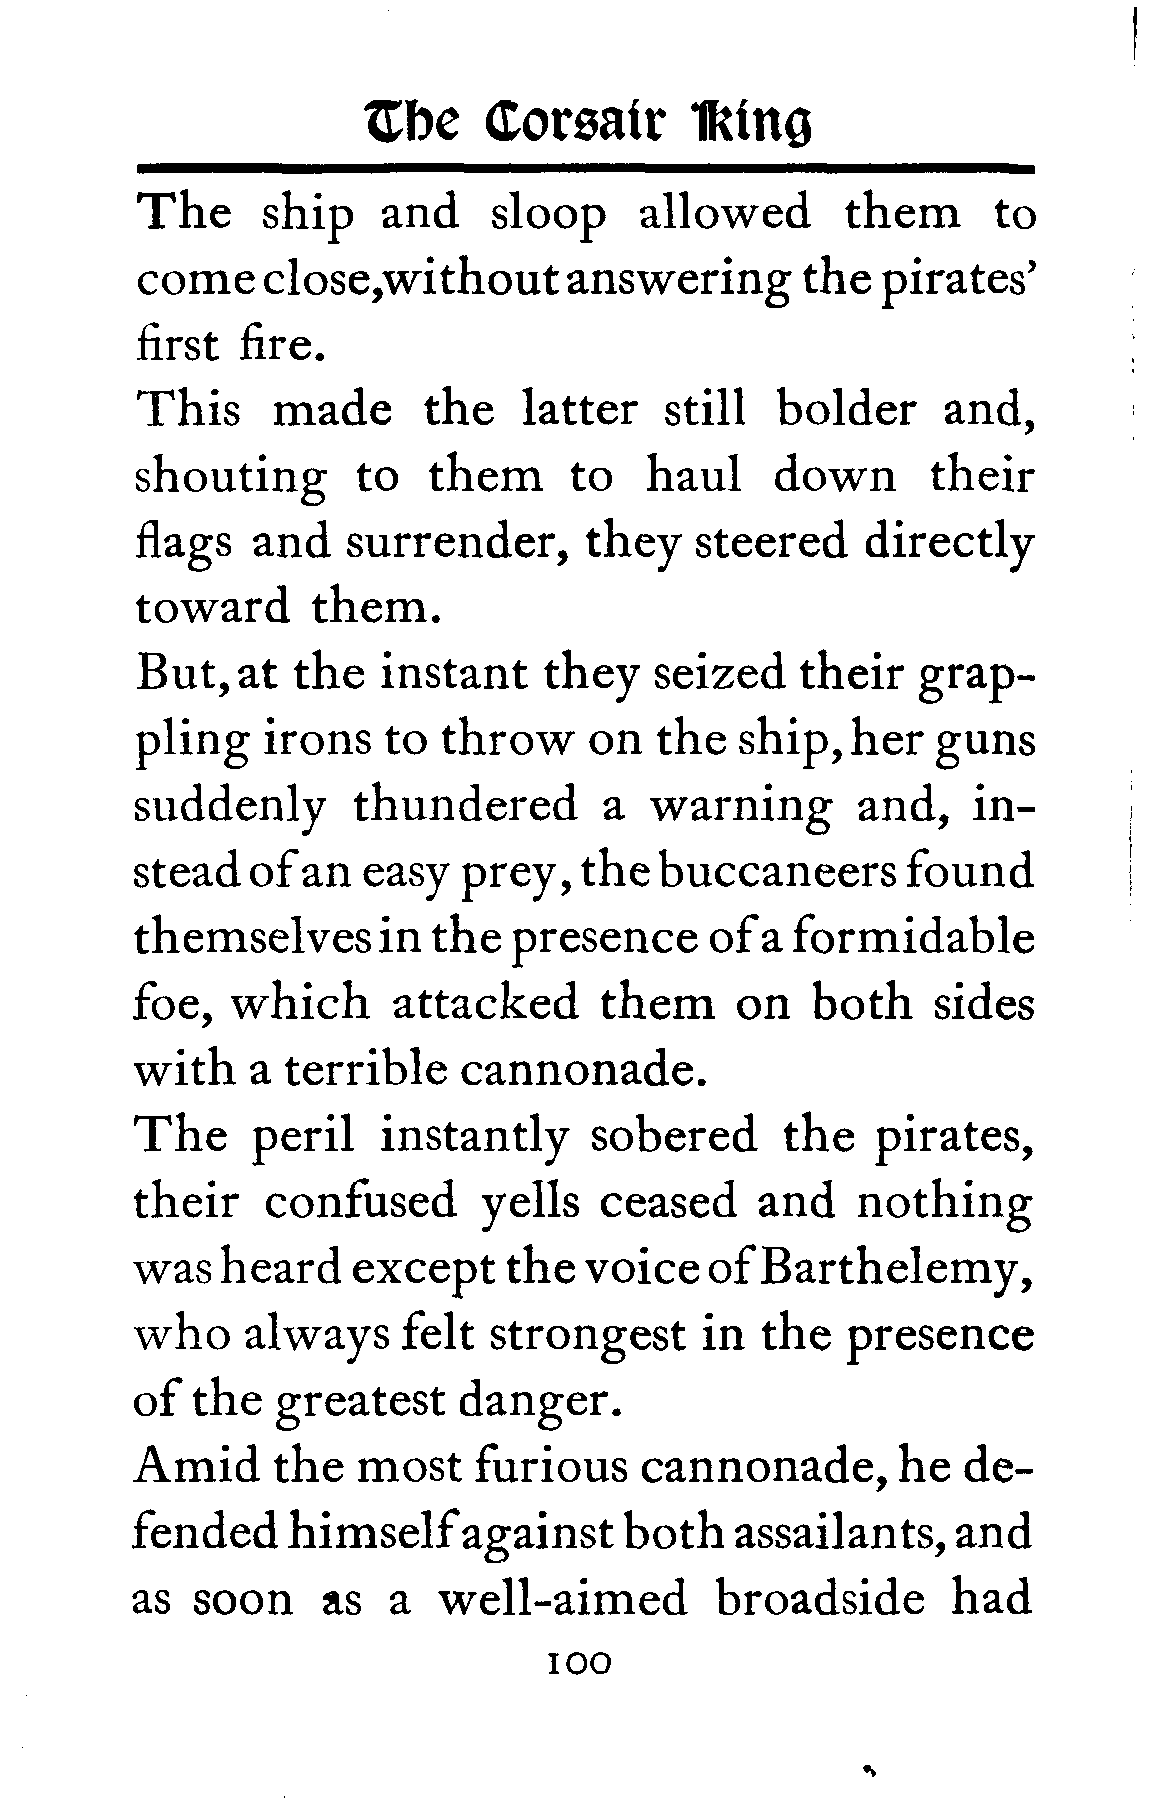 The Corsair King
The ship and sloop allowed them to
come close, without answering the pirates’
first fire.
This made the latter still bolder and,
shouting to them to haul down their
flags and surrender, they steered directly
toward them.
But, at the instant they seized their grap-
pling irons to throw on the ship, her guns
suddenly thundered a warning and, in-
stead of an easy prey, the buccaneers found
themselves in the presence of a formidable
foe, which attacked them on both sides
with a terrible cannonade.
The peril instantly sobered the pirates,
their confused yells ceased and nothing
was heard except the voice of Barthelemy,
who always felt strongest in the presence
of the greatest danger.
Amid the most furious cannonade, he de-
fended himself against both assailants, and
as soon as a well-aimed broadside had
100